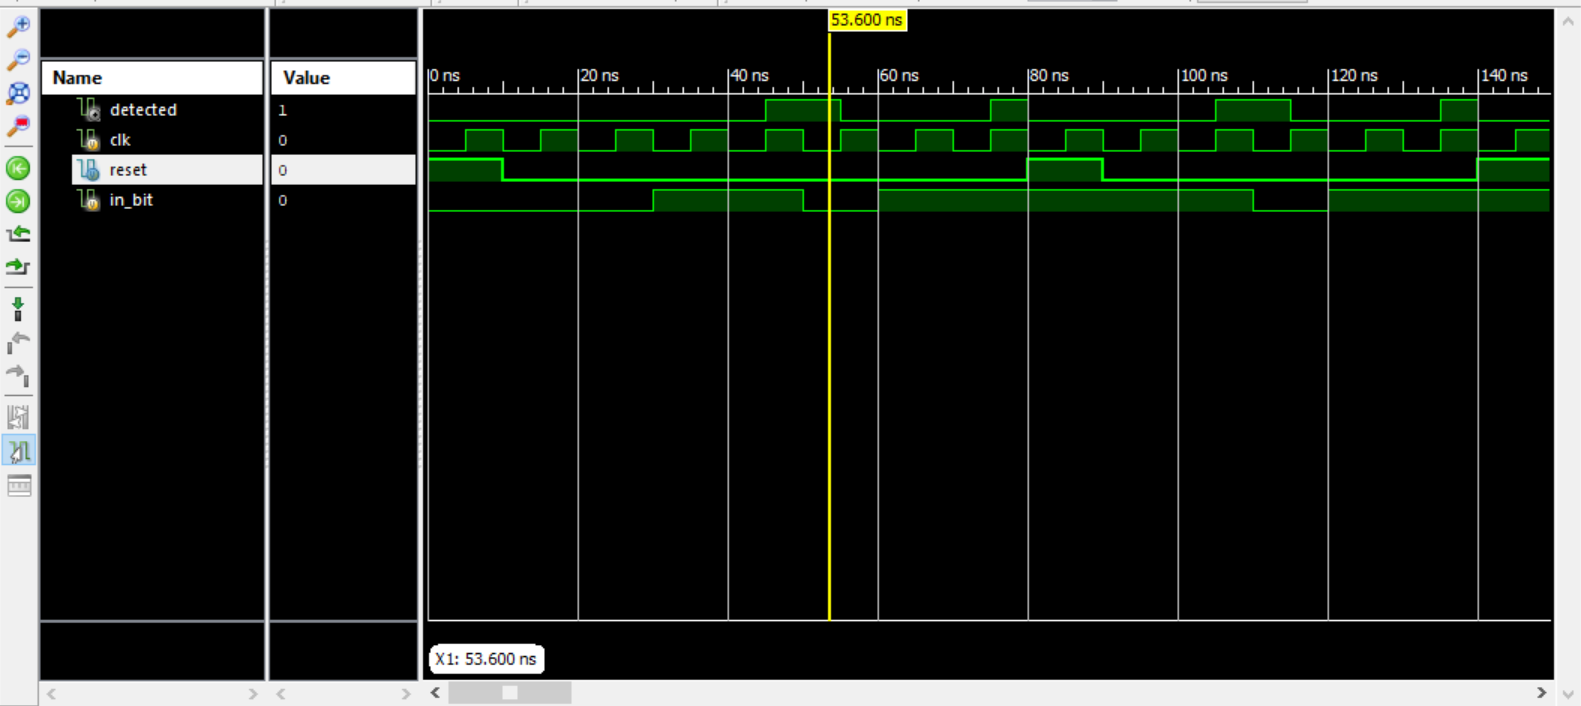 53.600 ns
Name Value
0 ns 20 ns 40 ns 60 ns 80 ns 100 ns 120 ns 140 ns
detected 1
clk 0
reset 0
in_bit 0
X1: 53.600 ns